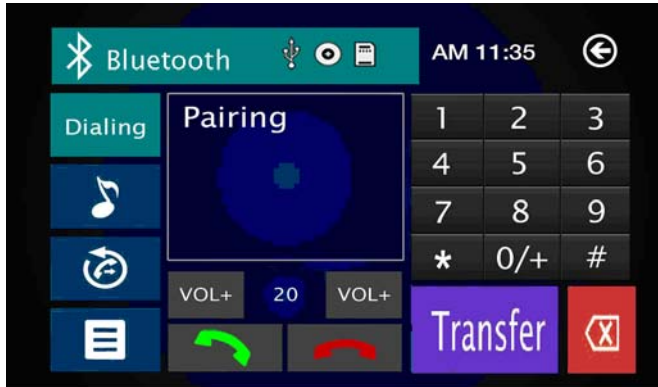 Bluetooth
AM 11:35
Dialing
Pairing
1 2 3
4 5 6
7 8 9
* 0/+ #
VOL+ 20 VOL+
Transfer
X